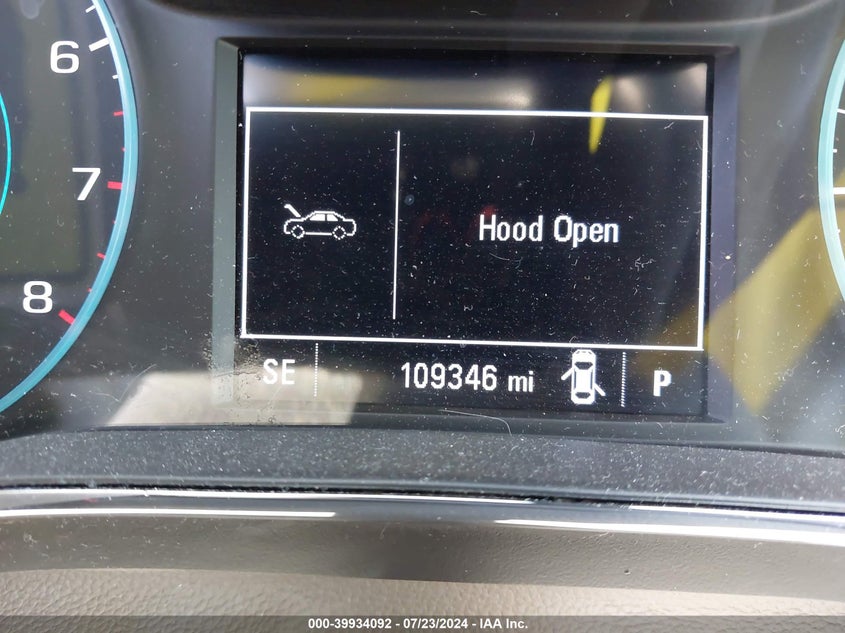 6
7
8
Hood Open
SE 109346 mi P
000-39934092 - 07/23/2024 - IAA Inc.